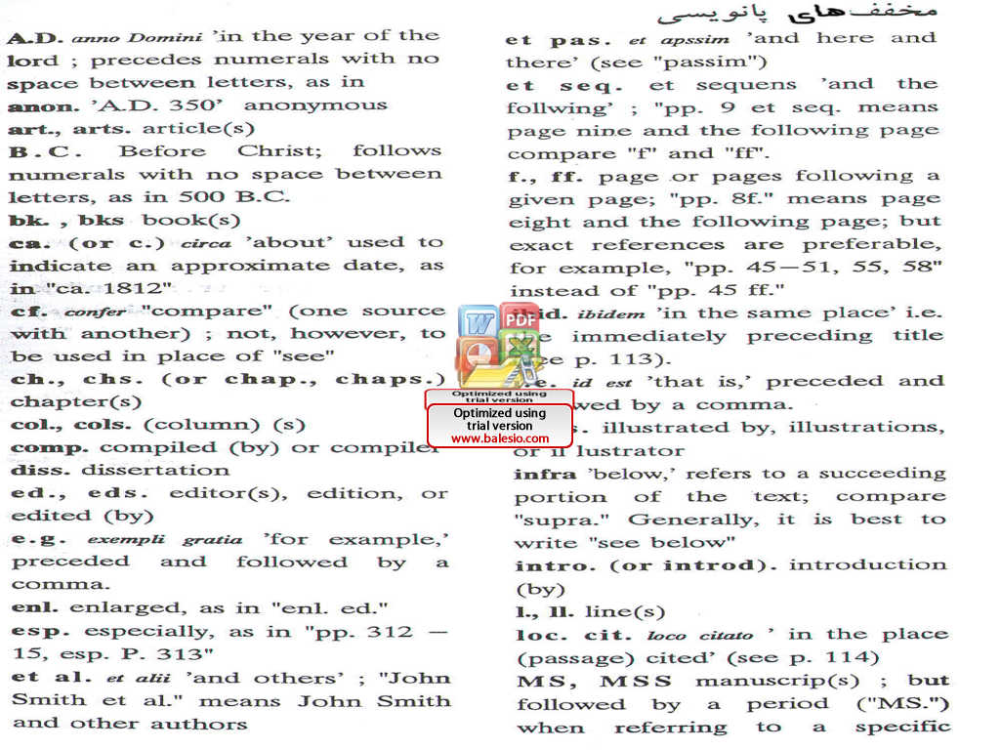 مخفف‌های پانویسی
A.D. anno Domini 'in the year of the
lord ; precedes numerals with no
space between letters, as in
anon. 'A.D. 350' anonymous
art., arts. article(s)
B.C. Before Christ; follows
numerals with no space between
letters, as in 500 B.C.
bk. , bks book(s)
ca. (or c.) circa 'about' used to
indicate an approximate date, as
in "ca. 1812"
cf. confer "compare" (one source
with another) ; not, however, to
be used in place of "see"
ch., chs. (or chap., chaps.)
chapter(s)
col., cols. (column) (s)
comp. compiled (by) or compiler
diss. dissertation
ed., eds. editor(s), edition, or
edited (by)
e.g. exempli gratia 'for example,'
preceded and followed by a
comma.
enl. enlarged, as in "enl. ed."
esp. especially, as in "pp. 312 —
15, esp. P. 313"
et al. et alii 'and others' ; "John
Smith et al." means John Smith
and other authors
et pas. et apssim 'and here and
there' (see "passim")
et seq. et sequens 'and the
follwing' ; "pp. 9 et seq. means
page nine and the following page
compare "f" and "ff".
f., ff. page or pages following a
given page; "pp. 8f." means page
eight and the following page; but
exact references are preferable,
for example, "pp. 45—51, 55, 58"
instead of "pp. 45 ff."
ibid. ibidem 'in the same place' i.e.
immediately preceding title
p. 113).
i.e. id est 'that is,' preceded and
by a comma.
illustrated by, illustrations,
or il lustrator
infra 'below,' refers to a succeeding
portion of the text; compare
"supra." Generally, it is best to
write "see below"
intro. (or introd). introduction
(by)
l., ll. line(s)
loc. cit. loco citato ' in the place
(passage) cited' (see p. 114)
MS, MSS manuscrip(s) ; but
followed by a period ("MS.")
when referring to a specific
W PDF
X
Optimized using
trial version
Optimized using
trial version
www.balesio.com